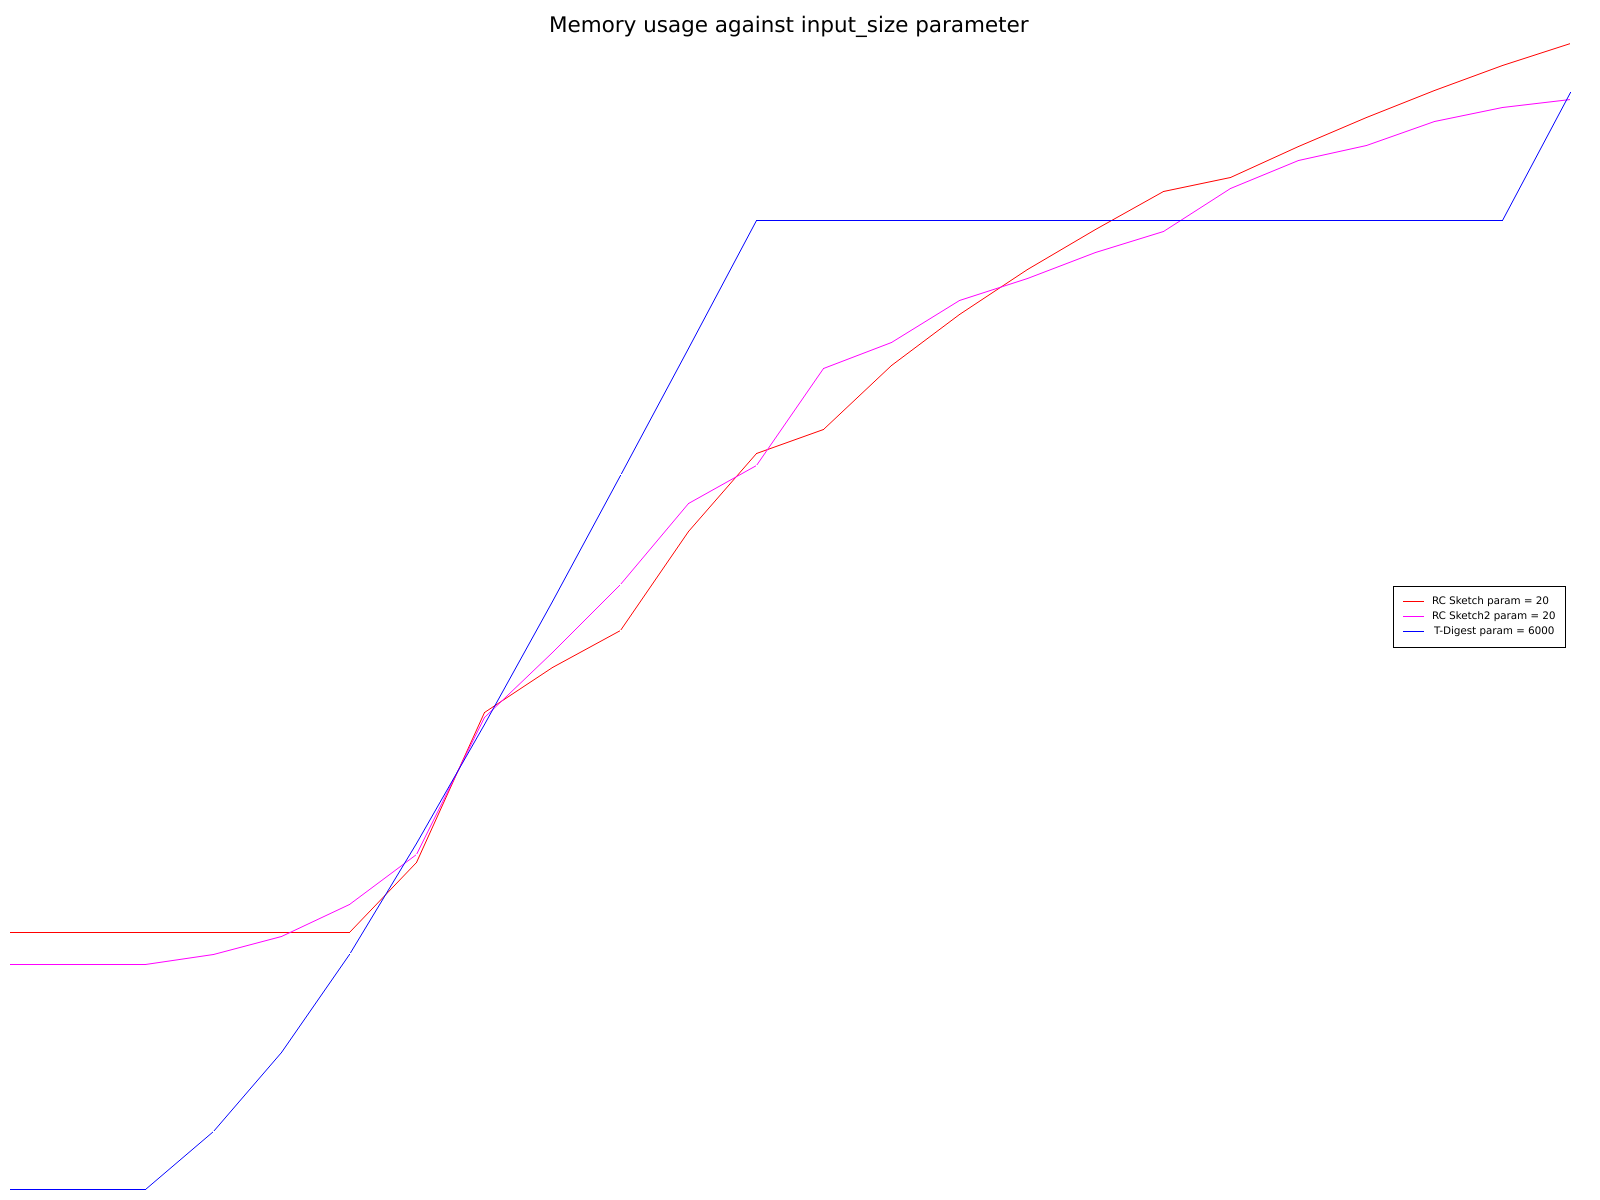 Memory usage against input_size parameter
RC Sketch param = 20
RC Sketch2 param = 20
T-Digest param = 6000